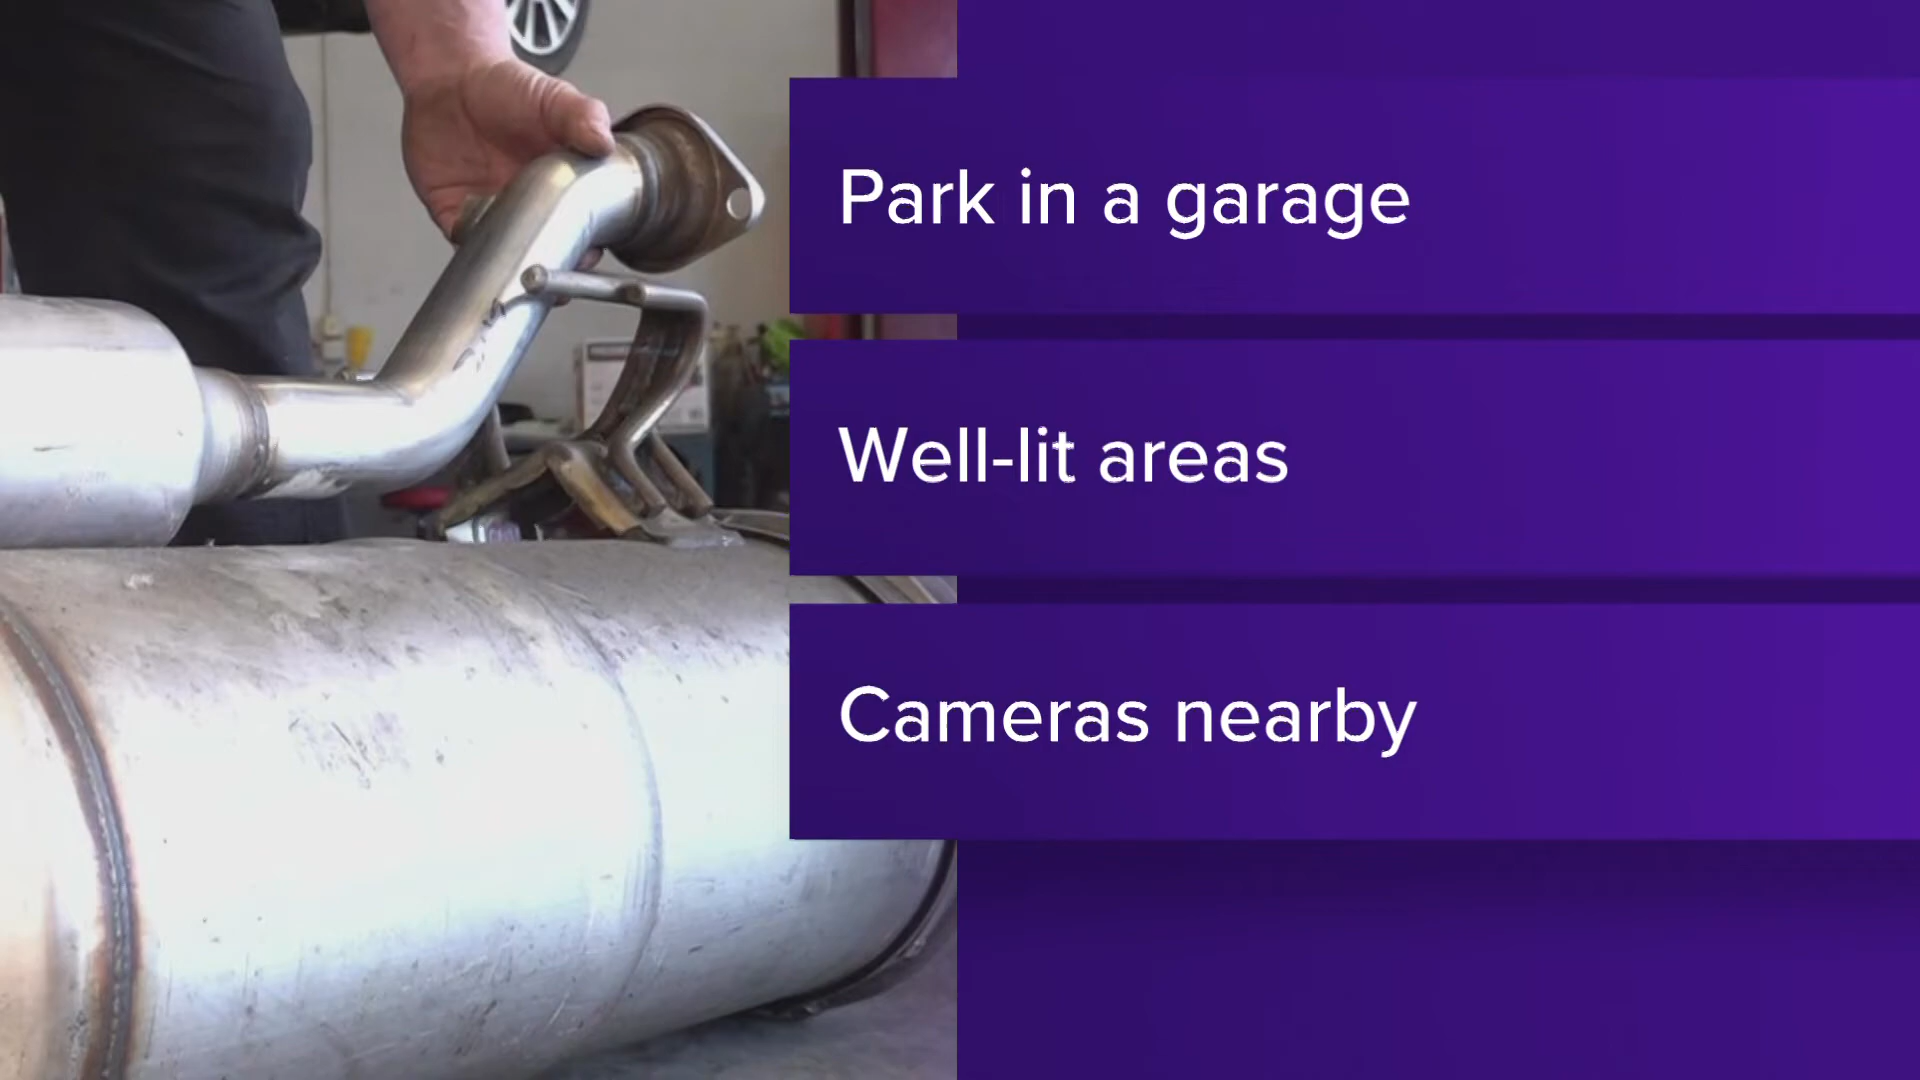 Park in a garage
Well-lit areas
Cameras nearby